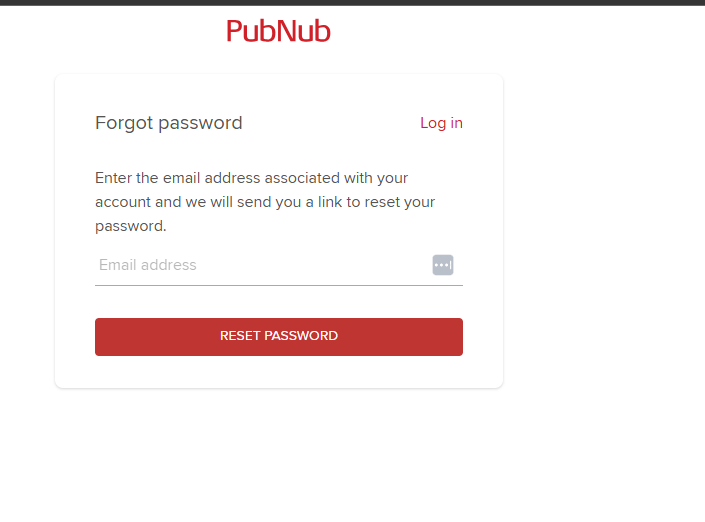 PubNub
Forgot password
Log in
Enter the email address associated with your
account and we will send you a link to reset your
password.
Email address
RESET PASSWORD